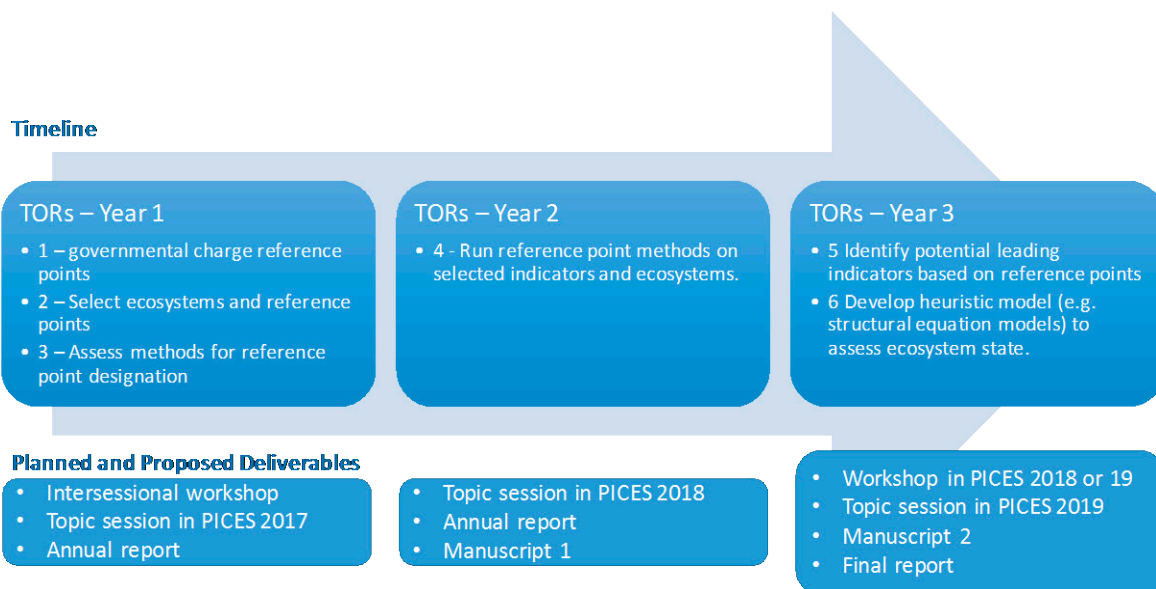 Timeline
TORs – Year 1
• 1 – governmental charge reference
points
• 2 – Select ecosystems and reference
points
• 3 – Assess methods for reference
point designation
TORs – Year 2
• 4 - Run reference point methods on
selected indicators and ecosystems.
TORs – Year 3
• 5 Identify potential leading
indicators based on reference points
• 6 Develop heuristic model (e.g.
structural equation models) to
assess ecosystem state.
Planned and Proposed Deliverables
• Intersessional workshop
• Topic session in PICES 2017
• Annual report
• Topic session in PICES 2018
• Annual report
• Manuscript 1
• Workshop in PICES 2018 or 19
• Topic session in PICES 2019
• Manuscript 2
• Final report